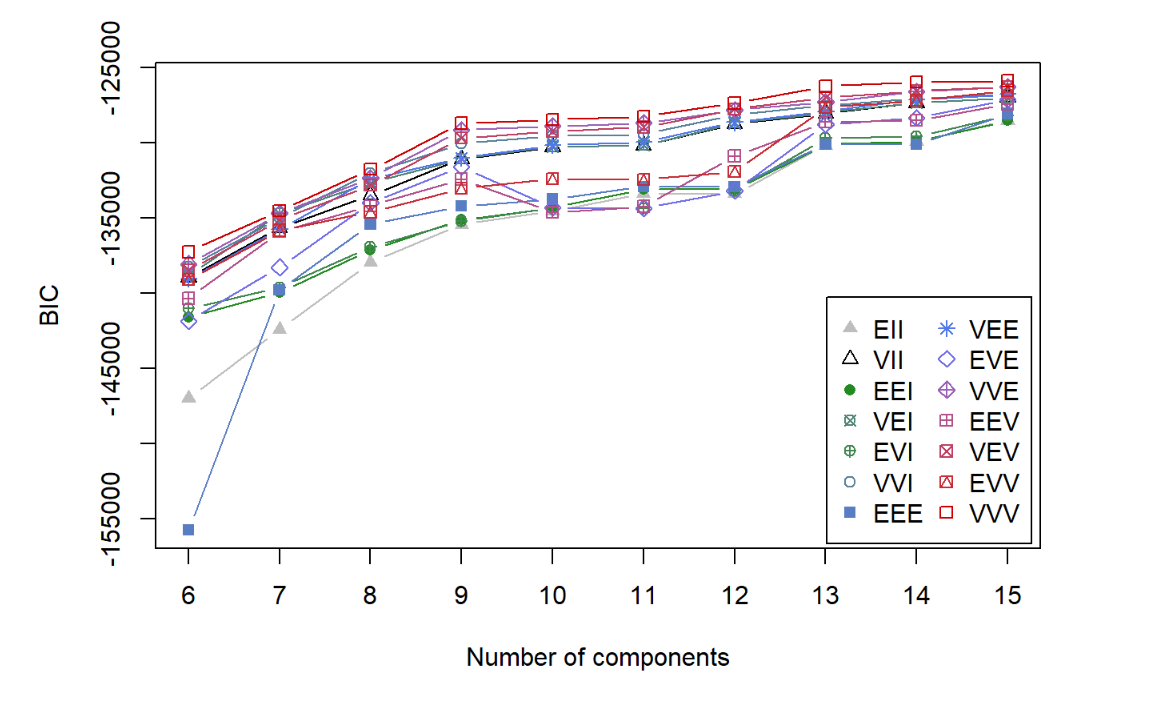 -125000
-135000
-145000
-155000
BIC
EII VEE
VII EVE
EEI VVE
VEI EEV
EVI VEV
VVI EVV
EEE VVV
6 7 8 9 10 11 12 13 14 15
Number of components